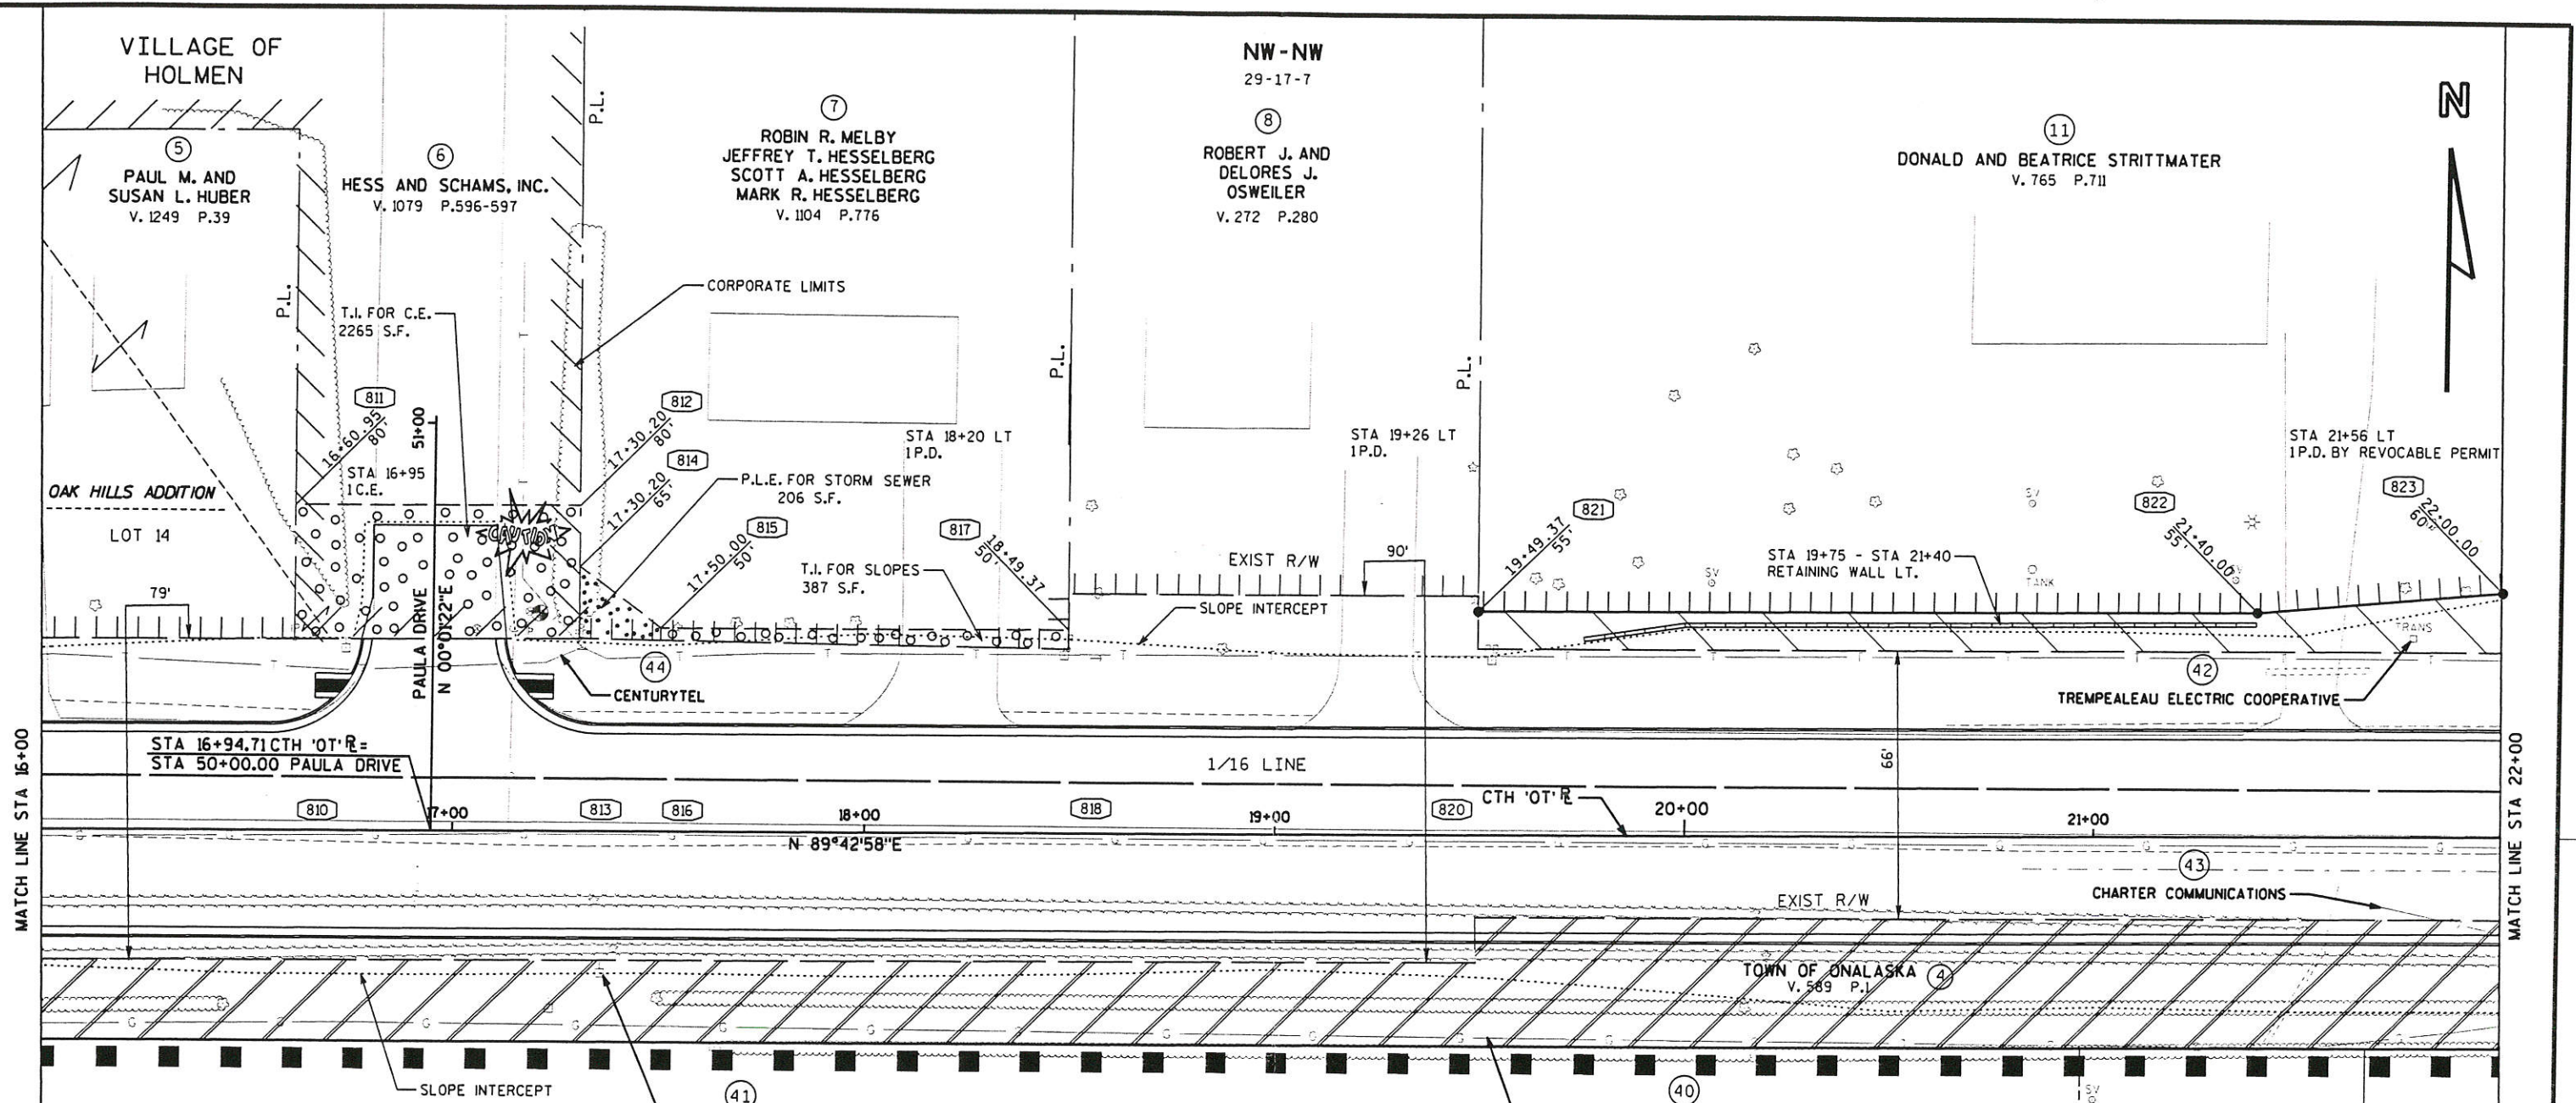 VILLAGE OF
HOLMEN
5
PAUL M. AND
SUSAN L. HUBER
V. 1249 P.39
6
HESS AND SCHAMS, INC.
V. 1079 P.596-597
P.L.
7
ROBIN R. MELBY
JEFFREY T. HESSELBERG
SCOTT A. HESSELBERG
MARK R. HESSELBERG
V. 1104 P.776
NW-NW
29-17-7
8
ROBERT J. AND
DELORES J.
OSWEILER
V. 272 P.280
11
DONALD AND BEATRICE STRITTMATER
V. 765 P.711
N
P.L.
T.I. FOR C.E.
2265 S.F.
CORPORATE LIMITS
P.L.
P.L.
811
16+60.95
80'
51+00
812
17+30.20
80'
814
17+30.20
65'
STA 16+95
1 C.E.
CAUTION
P.L.E. FOR STORM SEWER
206 S.F.
815
17+50.00
50'
STA 18+20 LT
1 P.D.
817
18+49.37
50'
T.I. FOR SLOPES
387 S.F.
STA 19+26 LT
1 P.D.
EXIST R/W
90'
SLOPE INTERCEPT
821
19+49.37
55'
SV
SV
TANK
STA 19+75 - STA 21+40
RETAINING WALL LT.
822
21+40.00
55'
SV
STA 21+56 LT
1 P.D. BY REVOCABLE PERMIT
823
22+00.00
60'
TRANS
OAK HILLS ADDITION
LOT 14
79'
PAULA DRIVE
N 00°01'22"E
44
CENTURYTEL
42
TREMPEALEAU ELECTRIC COOPERATIVE
MATCH LINE STA 16+00
STA 16+94.71 CTH 'OT' R/L =
STA 50+00.00 PAULA DRIVE
1/16 LINE
66'
MATCH LINE STA 22+00
810
17+00
813
816
18+00
818
19+00
820
CTH 'OT' R/L
20+00
21+00
N 89°42'58"E
43
CHARTER COMMUNICATIONS
EXIST R/W
TOWN OF ONALASKA 4
V. 589 P.1
SLOPE INTERCEPT
41
40
SV